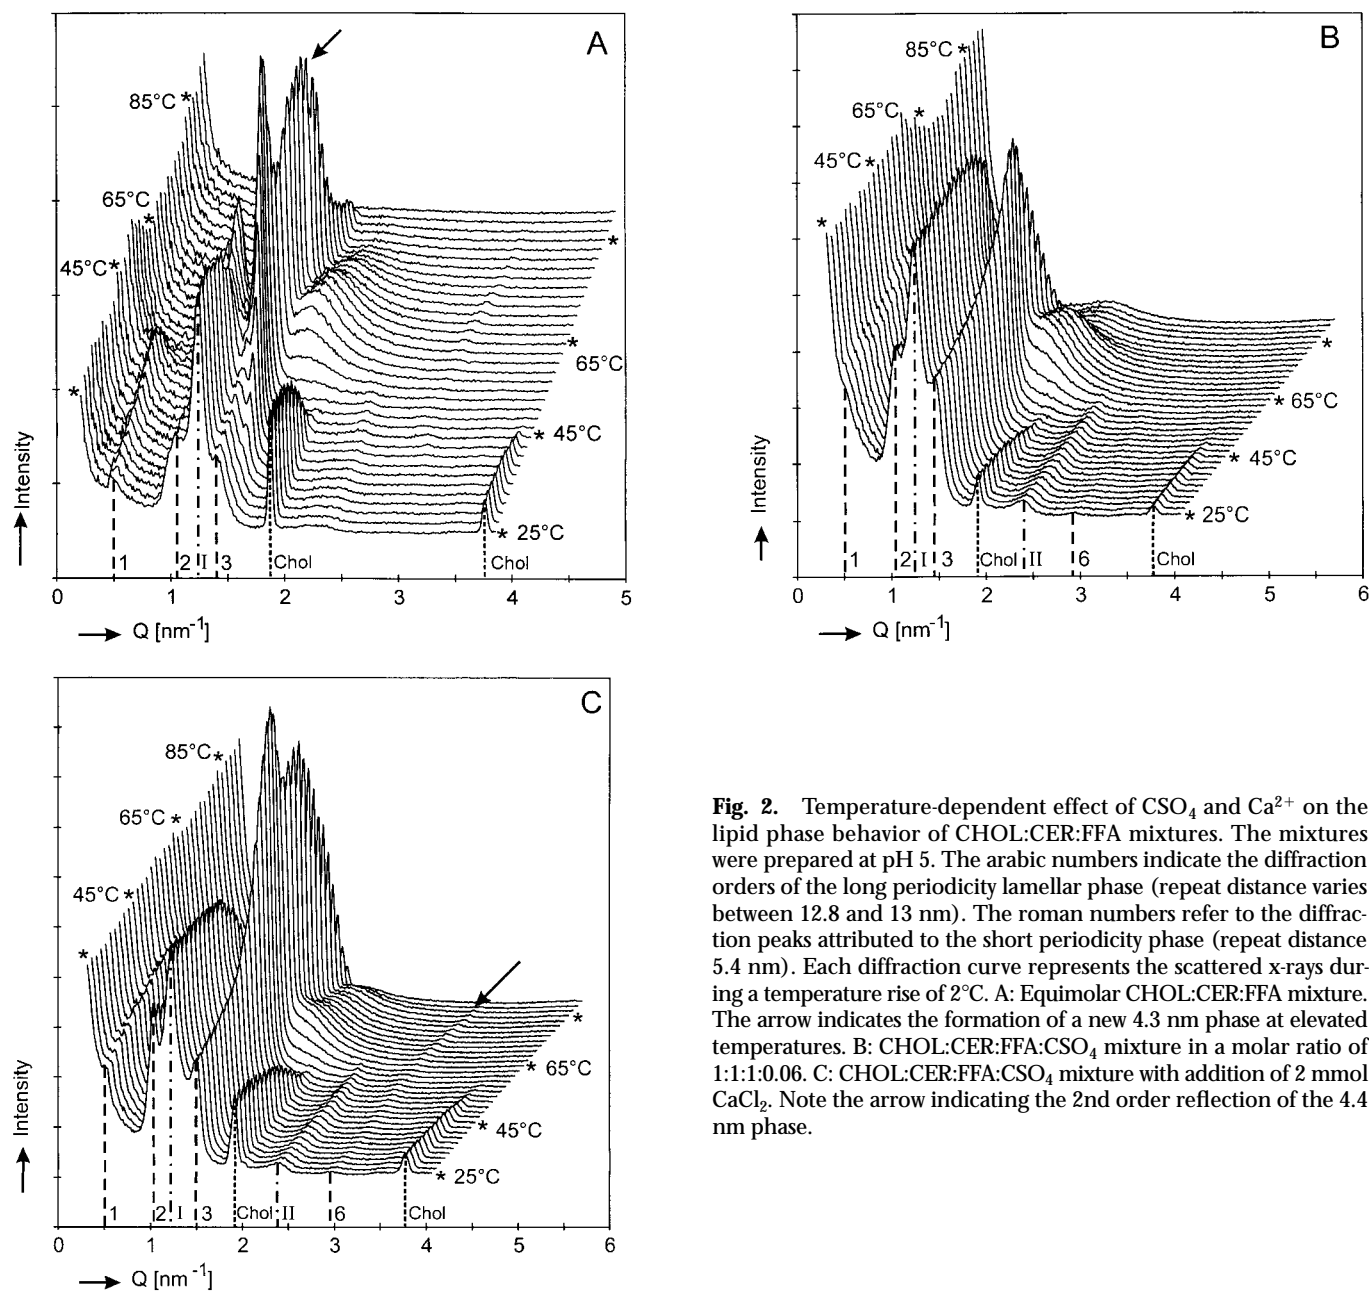 A
85°C *
65°C *
45°C *
*
*
* 65°C
* 45°C
* 25°C
Intensity
1 2 I 3 Chol Chol
0 1 2 3 4 5
Q [nm-1]
B
85°C *
65°C *
45°C *
*
*
* 65°C
* 45°C
* 25°C
Intensity
1 2 I 3 Chol II 6 Chol
0 1 2 3 4 5 6
Q [nm-1]
C
85°C *
65°C *
45°C *
*
*
* 65°C
* 45°C
* 25°C
Intensity
1 2 I 3 Chol II 6 Chol
0 1 2 3 4 5 6
Q [nm-1]
Fig. 2. Temperature-dependent effect of CSO4 and Ca2+ on the
lipid phase behavior of CHOL:CER:FFA mixtures. The mixtures
were prepared at pH 5. The arabic numbers indicate the diffraction
orders of the long periodicity lamellar phase (repeat distance varies
between 12.8 and 13 nm). The roman numbers refer to the diffrac-
tion peaks attributed to the short periodicity phase (repeat distance
5.4 nm). Each diffraction curve represents the scattered x-rays dur-
ing a temperature rise of 2°C. A: Equimolar CHOL:CER:FFA mixture.
The arrow indicates the formation of a new 4.3 nm phase at elevated
temperatures. B: CHOL:CER:FFA:CSO4 mixture in a molar ratio of
1:1:1:0.06. C: CHOL:CER:FFA:CSO4 mixture with addition of 2 mmol
CaCl2. Note the arrow indicating the 2nd order reflection of the 4.4
nm phase.